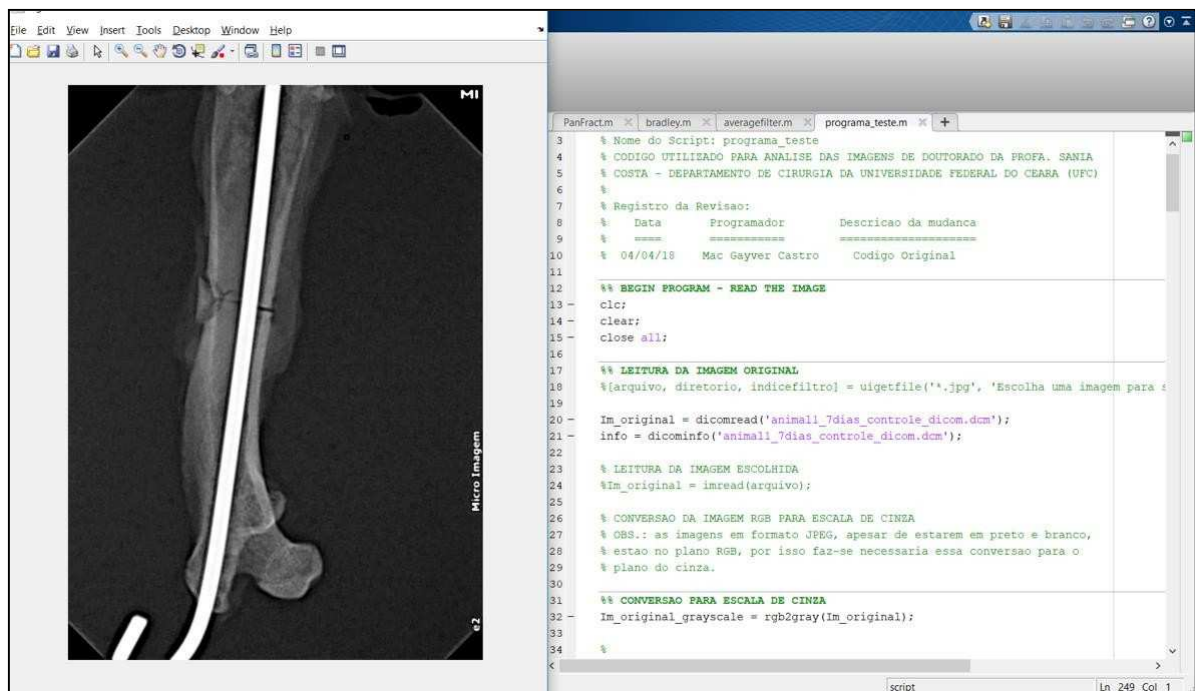 File Edit View Insert Tools Desktop Window Help
MI
Micro Imagem
e2
PanFract.m bradley.m averagefilter.m programa_teste.m +
3 % Nome do Script: programa_teste
4 % CODIGO UTILIZADO PARA ANALISE DAS IMAGENS DE DOUTORADO DA PROFA. SANIA
5 % COSTA - DEPARTAMENTO DE CIRURGIA DA UNIVERSIDADE FEDERAL DO CEARA (UFC)
6 %
7 % Registro da Revisao:
8 % Data Programador Descricao da mudanca
9 % ==== =========== =====================
10 % 04/04/18 Mac Gayver Castro Codigo Original
11
12 %% BEGIN PROGRAM - READ THE IMAGE
13 - clc;
14 - clear;
15 - close all;
16
17 %% LEITURA DA IMAGEM ORIGINAL
18 %[arquivo, diretorio, indicefiltro] = uigetfile('*.jpg', 'Escolha uma imagem para s
19
20 - Im_original = dicomread('animal1_7dias_controle_dicom.dcm');
21 - info = dicominfo('animal1_7dias_controle_dicom.dcm');
22
23 % LEITURA DA IMAGEM ESCOLHIDA
24 %Im_original = imread(arquivo);
25
26 % CONVERSAO DA IMAGEM RGB PARA ESCALA DE CINZA
27 % OBS.: as imagens em formato JPEG, apesar de estarem em preto e branco,
28 % estao no plano RGB, por isso faz-se necessaria essa conversao para o
29 % plano do cinza.
30
31 %% CONVERSAO PARA ESCALA DE CINZA
32 - Im_original_grayscale = rgb2gray(Im_original);
33
34 %
script Ln 249 Col 1